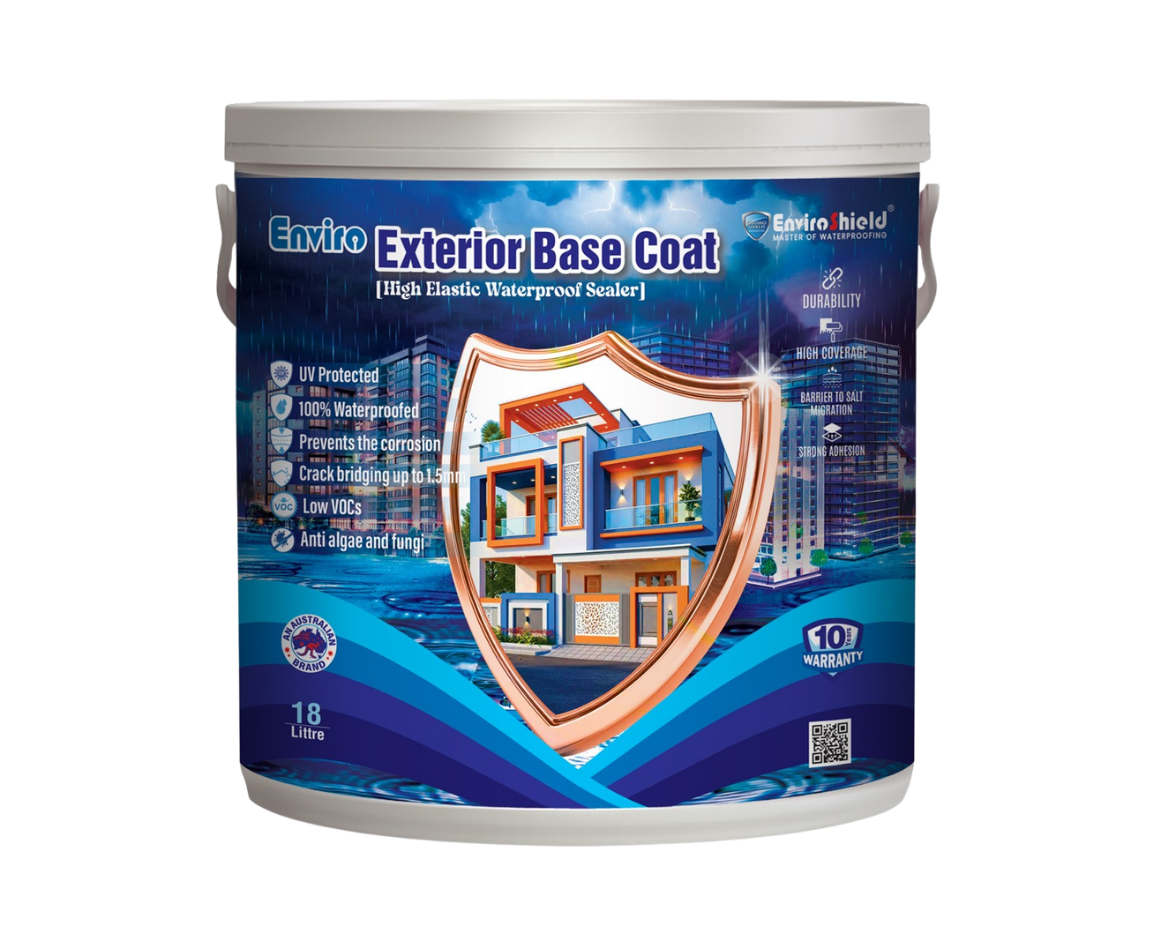 Enviro Exterior Base Coat
[High Elastic Waterproof Sealer]
EnviroShield®
MASTER OF WATERPROOFING
DURABILITY
HIGH COVERAGE
BARRIER TO SALT
MIGRATION
STRONG ADHESION
UV Protected
100% Waterproofed
Prevents the corrosion
Crack bridging up to 1.5mm
VOC
Low VOCs
Anti algae and fungi
AN AUSTRALIAN
BRAND
18
Littre
10 Years
WARRANTY